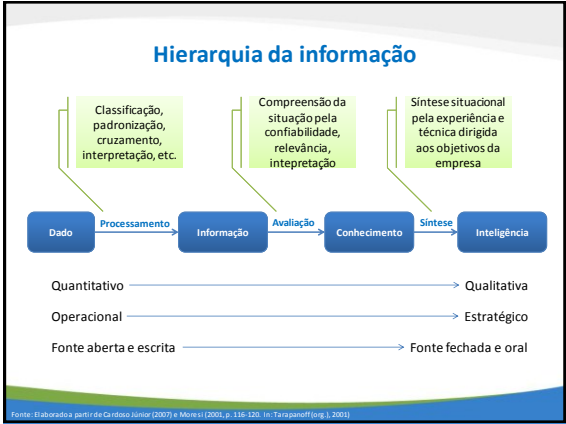 Hierarquia da informação
Classificação,
padronização,
cruzamento,
interpretação, etc.
Compreensão da
situação pela
confiabilidade,
relevância,
intepretação
Síntese situacional
pela experiência e
técnica dirigida
aos objetivos da
empresa
Dado
Processamento
Informação
Avaliação
Conhecimento
Síntese
Inteligência
Quantitativo
Qualitativa
Operacional
Estratégico
Fonte aberta e escrita
Fonte fechada e oral
Fonte: Elaborado a partir de Cardoso Júnior (2007) e Moresi (2001, p. 116-120. In: Tarapanoff (org.), 2001)